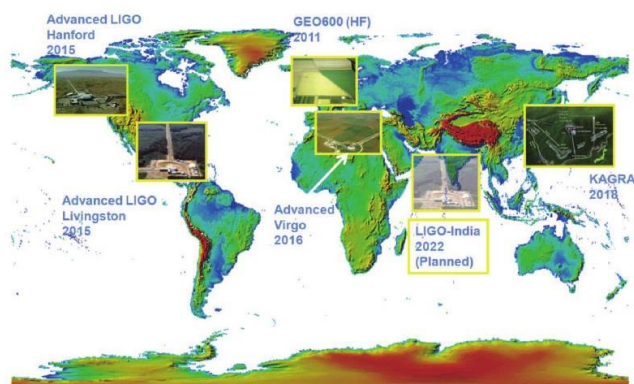 Advanced LIGO
Hanford
2015
GEO600 (HF)
2011
KAGRA
2018
Advanced LIGO
Livingston
2015
Advanced
Virgo
2016
LIGO-India
2022
(Planned)